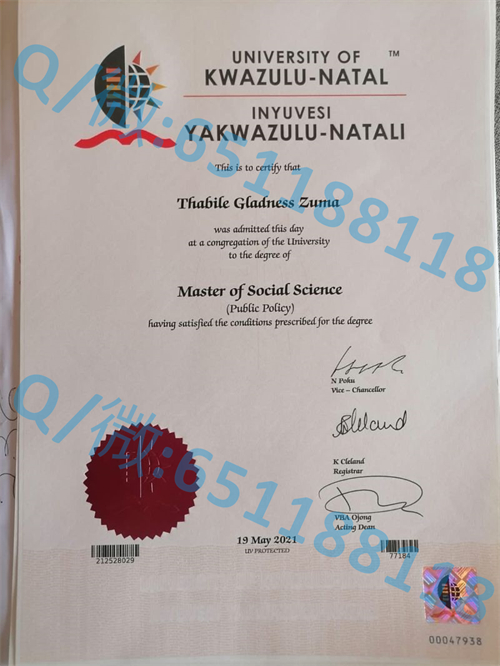 UNIVERSITY OF ™
KWAZULU-NATAL
INYUVESI
YAKWAZULU-NATALI
This is to certify that
Thabile Gladness Zuma
was admitted this day
at a congregation of the University
to the degree of
Master of Social Science
(Public Policy)
having satisfied the conditions prescribed for the degree
N Poku
Vice – Chancellor
K Cleland
Registrar
VBA Ojong
Acting Dean
19 May 2021
UV PROTECTED
212528029
77184
00047938
Q/微:651188118
Q/微:651188118